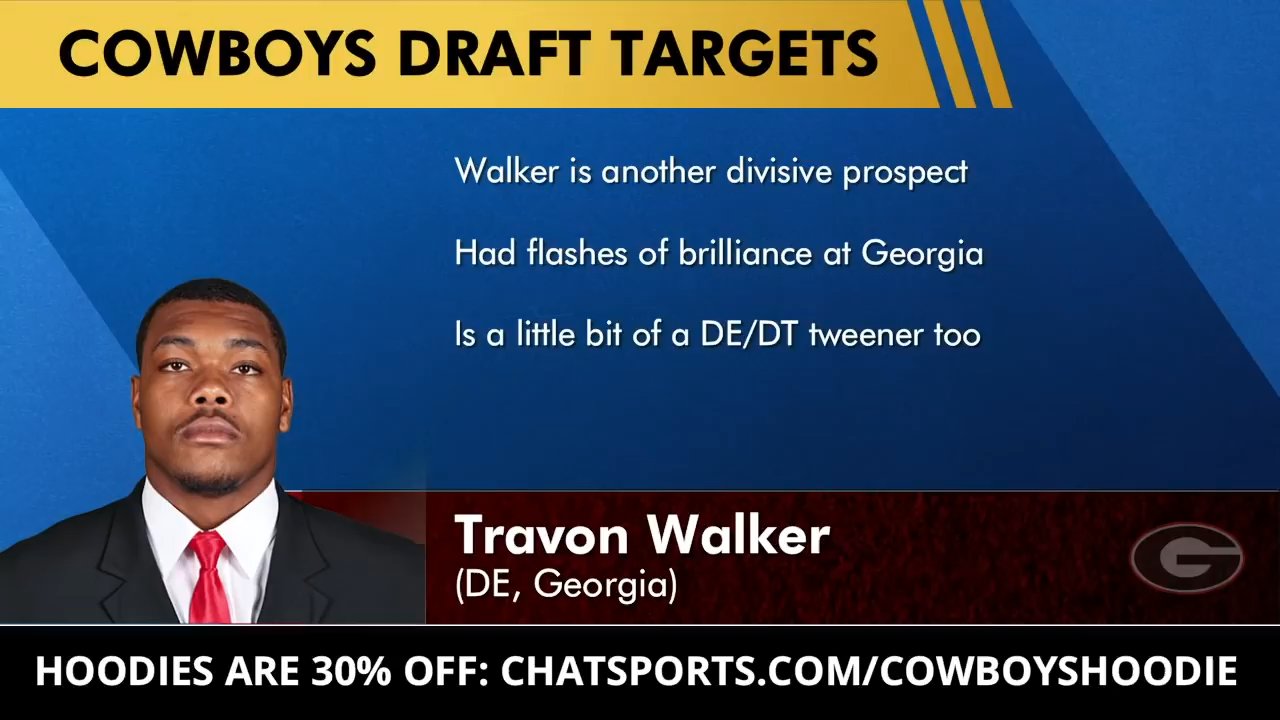 COWBOYS DRAFT TARGETS
Walker is another divisive prospect
Had flashes of brilliance at Georgia
Is a little bit of a DE/DT tweener too
Travon Walker
(DE, Georgia)
G
HOODIES ARE 30% OFF: CHATSPORTS.COM/COWBOYSHOODIE